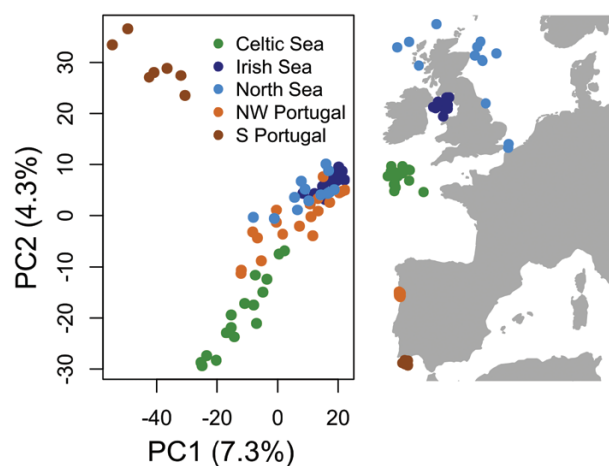 PC2 (4.3%)
30
20
10
0
-10
-20
-30
Celtic Sea
Irish Sea
North Sea
NW Portugal
S Portugal
-40
-20
0
20
PC1 (7.3%)